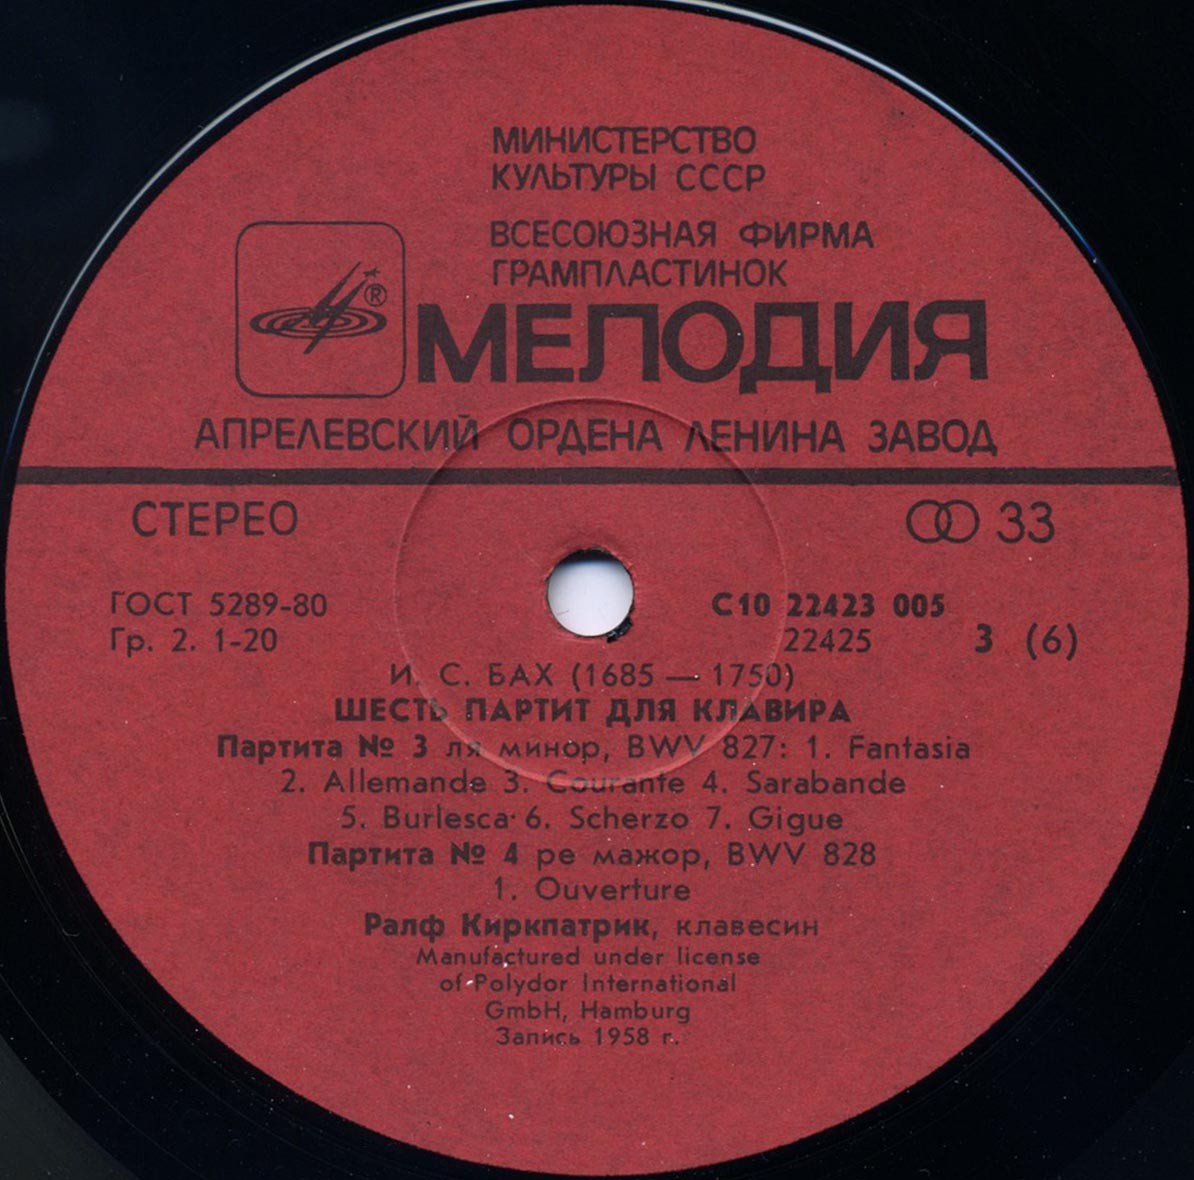 МИНИСТЕРСТВО
КУЛЬТУРЫ СССР
ВСЕСОЮЗНАЯ ФИРМА
ГРАМПЛАСТИНОК
®
МЕЛОДИЯ
АПРЕЛЕВСКИЙ ОРДЕНА ЛЕНИНА ЗАВОД
СТЕРЕО 33
ГОСТ 5289-80 С10 22423 005
Гр. 2. 1-20 22425 3 (6)
И. С. БАХ (1685 — 1750)
ШЕСТЬ ПАРТИТ ДЛЯ КЛАВИРА
Партита № 3 ля минор, BWV 827: 1. Fantasia
2. Allemande 3. Courante 4. Sarabande
5. Burlesca 6. Scherzo 7. Gigue
Партита № 4 ре мажор, BWV 828
1. Ouverture
Ралф Киркпатрик, клавесин
Manufactured under license
of Polydor International
GmbH, Hamburg
Запись 1958 г.